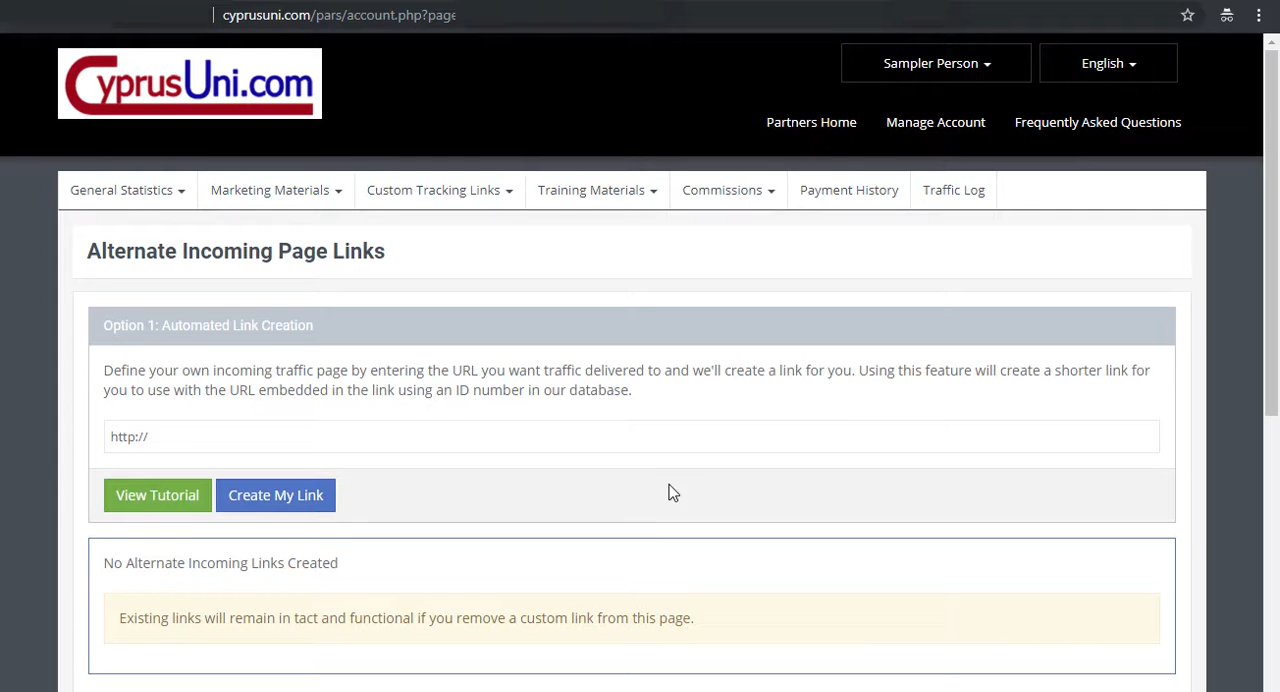 cyprusuni.com/pars/account.php?page
CyprusUni.com
Sampler Person
English
Partners Home
Manage Account
Frequently Asked Questions
General Statistics
Marketing Materials
Custom Tracking Links
Training Materials
Commissions
Payment History
Traffic Log
Alternate Incoming Page Links
Option 1: Automated Link Creation
Define your own incoming traffic page by entering the URL you want traffic delivered to and we'll create a link for you. Using this feature will create a shorter link for
you to use with the URL embedded in the link using an ID number in our database.
http://
View Tutorial
Create My Link
No Alternate Incoming Links Created
Existing links will remain in tact and functional if you remove a custom link from this page.